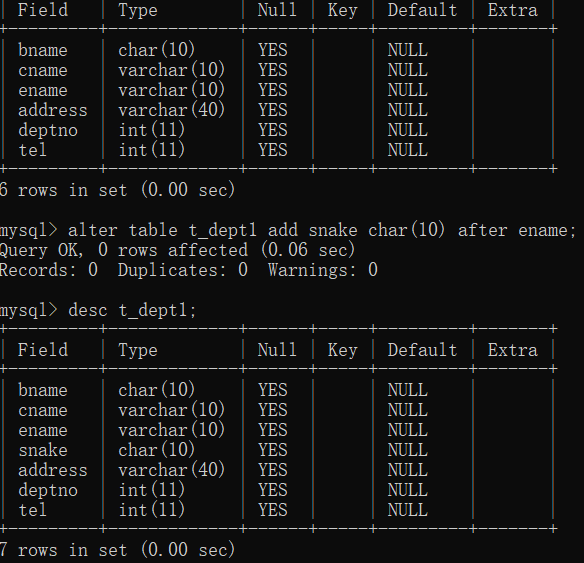 | Field   | Type        | Null | Key | Default | Extra |
+---------+-------------+------+-----+---------+-------+
| bname   | char(10)    | YES  |     | NULL    |       |
| cname   | varchar(10) | YES  |     | NULL    |       |
| ename   | varchar(10) | YES  |     | NULL    |       |
| address | varchar(40) | YES  |     | NULL    |       |
| deptno  | int(11)     | YES  |     | NULL    |       |
| tel     | int(11)     | YES  |     | NULL    |       |
+---------+-------------+------+-----+---------+-------+
6 rows in set (0.00 sec)
mysql> alter table t_dept1 add snake char(10) after ename;
Query OK, 0 rows affected (0.06 sec)
Records: 0  Duplicates: 0  Warnings: 0
mysql> desc t_dept1;
+---------+-------------+------+-----+---------+-------+
| Field   | Type        | Null | Key | Default | Extra |
+---------+-------------+------+-----+---------+-------+
| bname   | char(10)    | YES  |     | NULL    |       |
| cname   | varchar(10) | YES  |     | NULL    |       |
| ename   | varchar(10) | YES  |     | NULL    |       |
| snake   | char(10)    | YES  |     | NULL    |       |
| address | varchar(40) | YES  |     | NULL    |       |
| deptno  | int(11)     | YES  |     | NULL    |       |
| tel     | int(11)     | YES  |     | NULL    |       |
+---------+-------------+------+-----+---------+-------+
7 rows in set (0.00 sec)